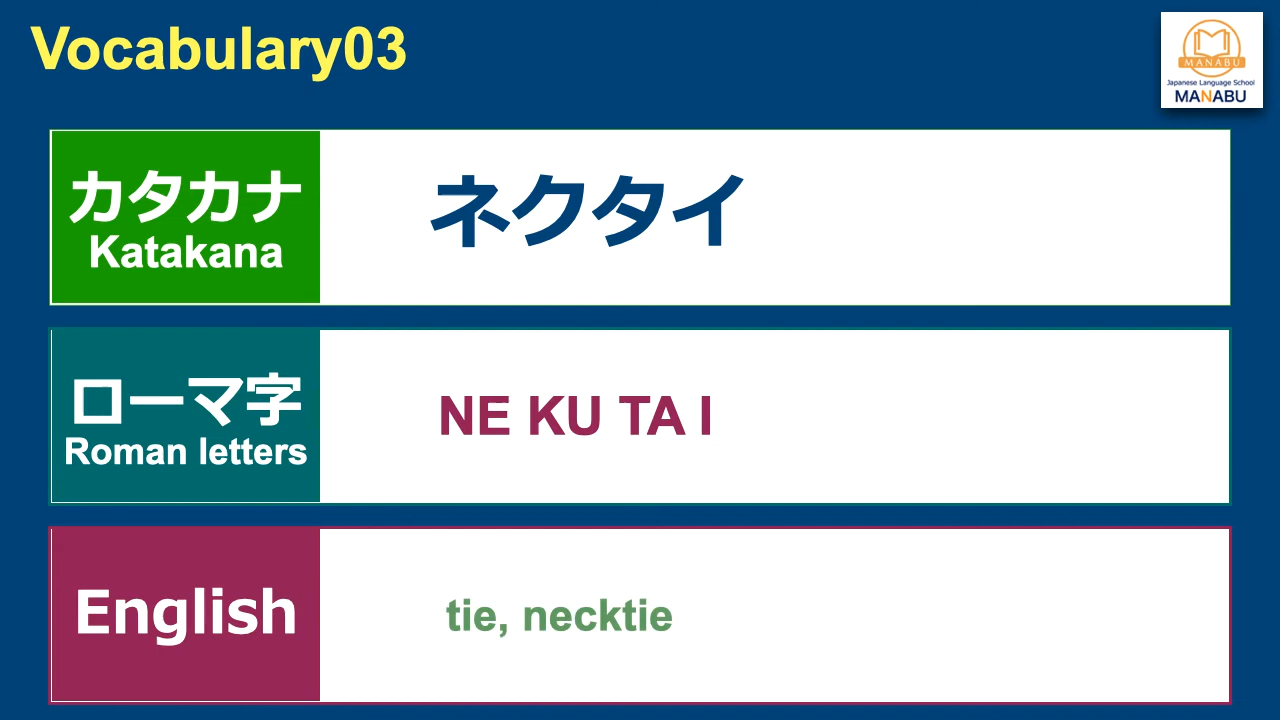 Vocabulary03
MANABU
Japanese Language School
MANABU
カタカナ
Katakana
ネクタイ
ローマ字
Roman letters
NE KU TA I
English
tie, necktie